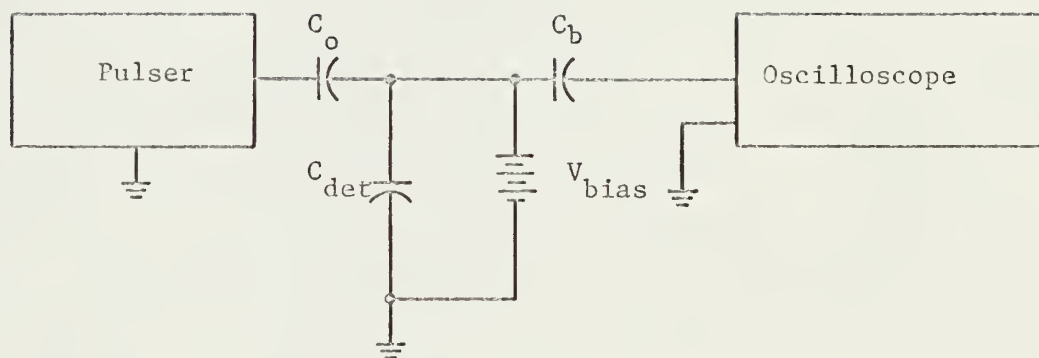 C_o
C_b
Pulser
Oscilloscope
C_det
V_bias